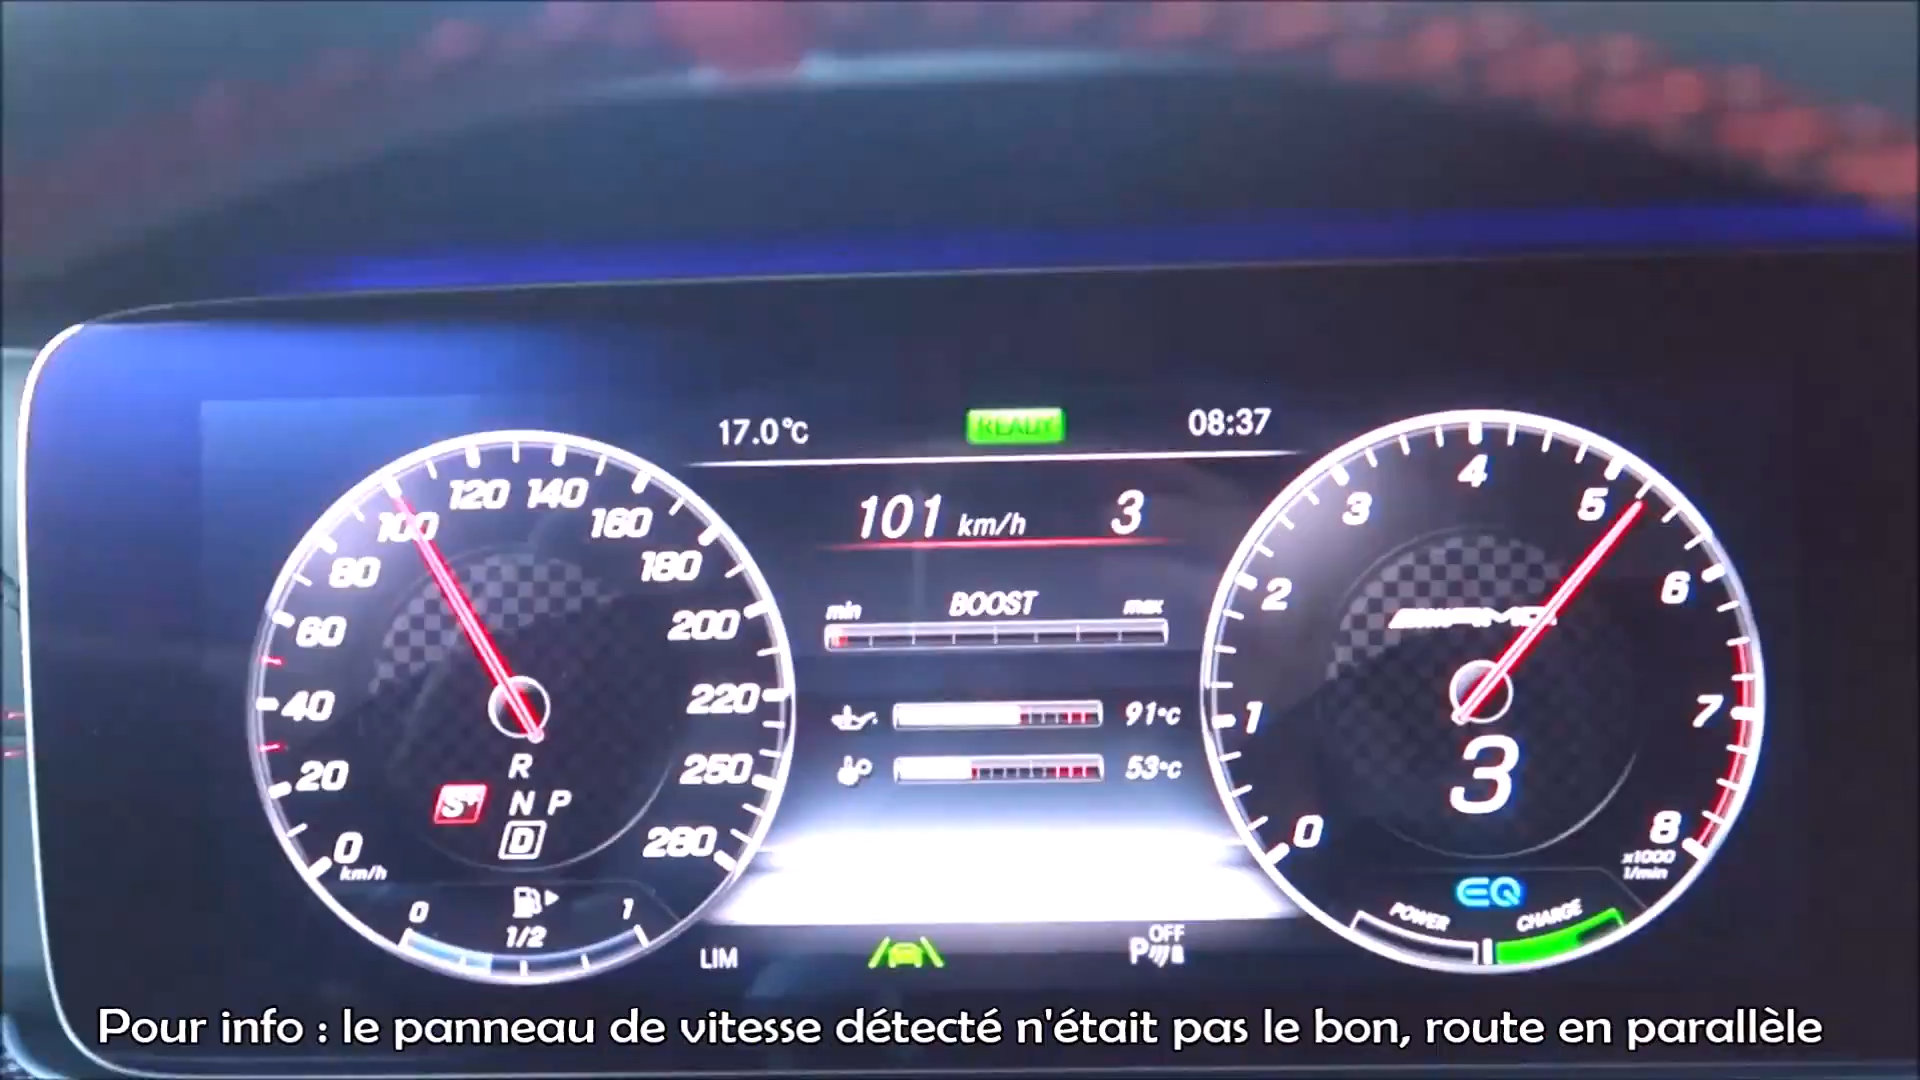 17.0°C
READY
08:37
101 km/h
3
BOOST
min
max
91°C
53°C
0
20
40
60
80
100
120
140
160
180
200
220
250
280
km/h
R
S+
N P
D
0
1/2
1
LIM
OFF
P
0
1
2
3
4
5
6
7
8
x1000
1/min
AMG
3
EQ
POWER
CHARGE
Pour info : le panneau de vitesse détecté n'était pas le bon, route en parallèle